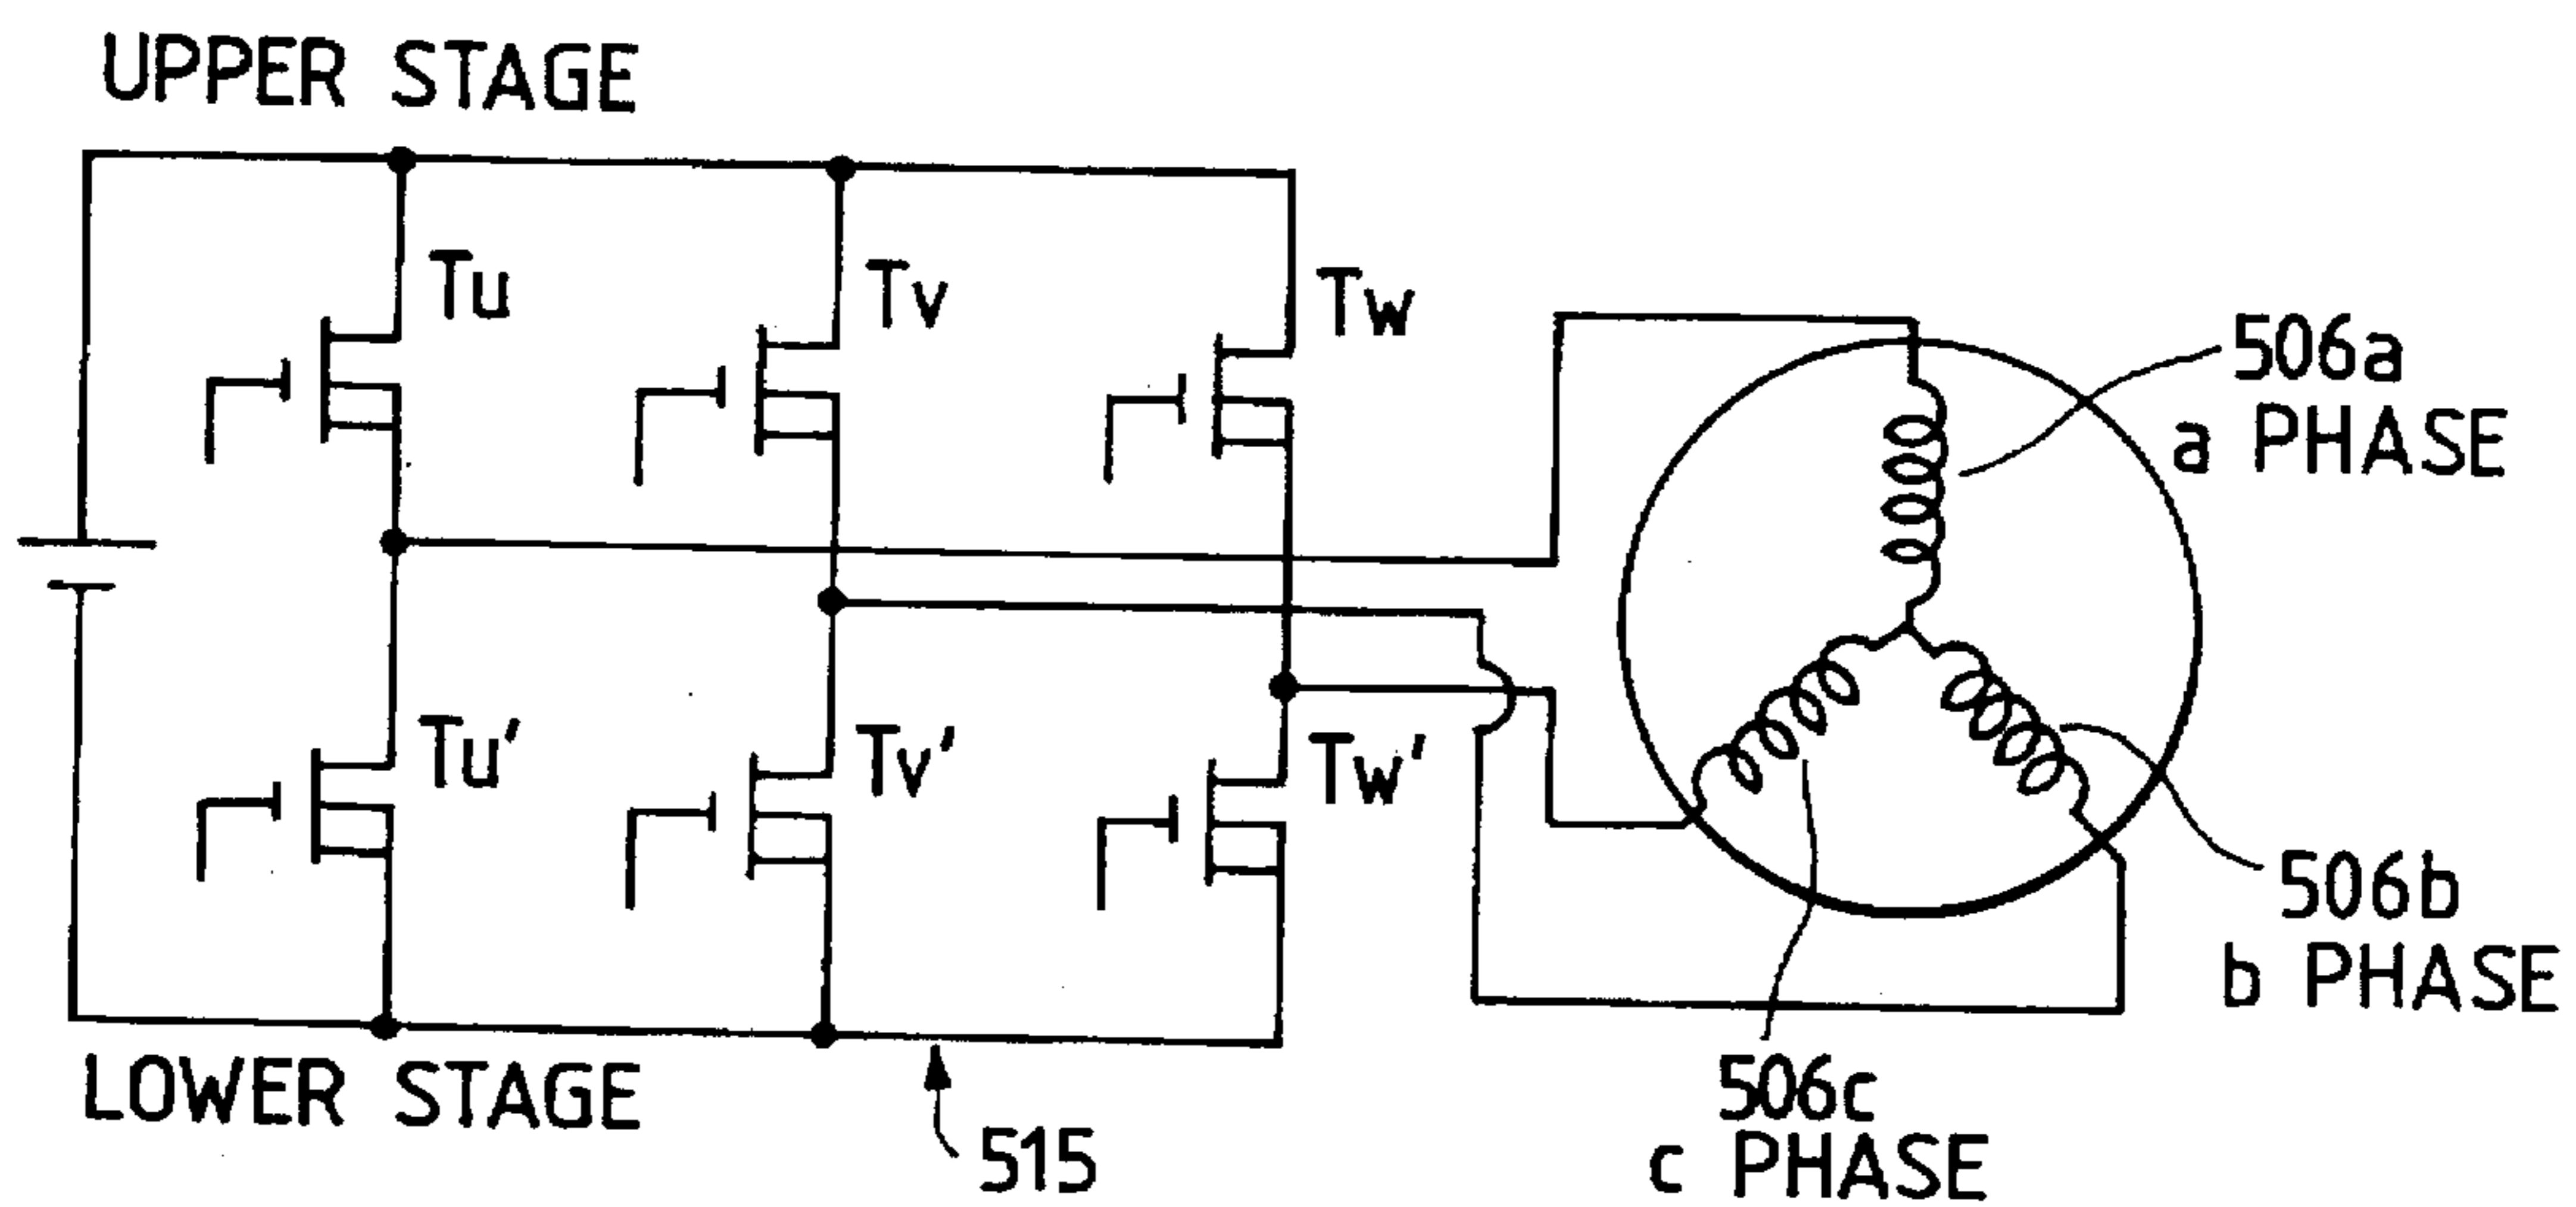 UPPER STAGE
Tu
Tv
Tw
506a
a PHASE
Tu'
Tv'
Tw'
506b
b PHASE
506c
c PHASE
LOWER STAGE
515